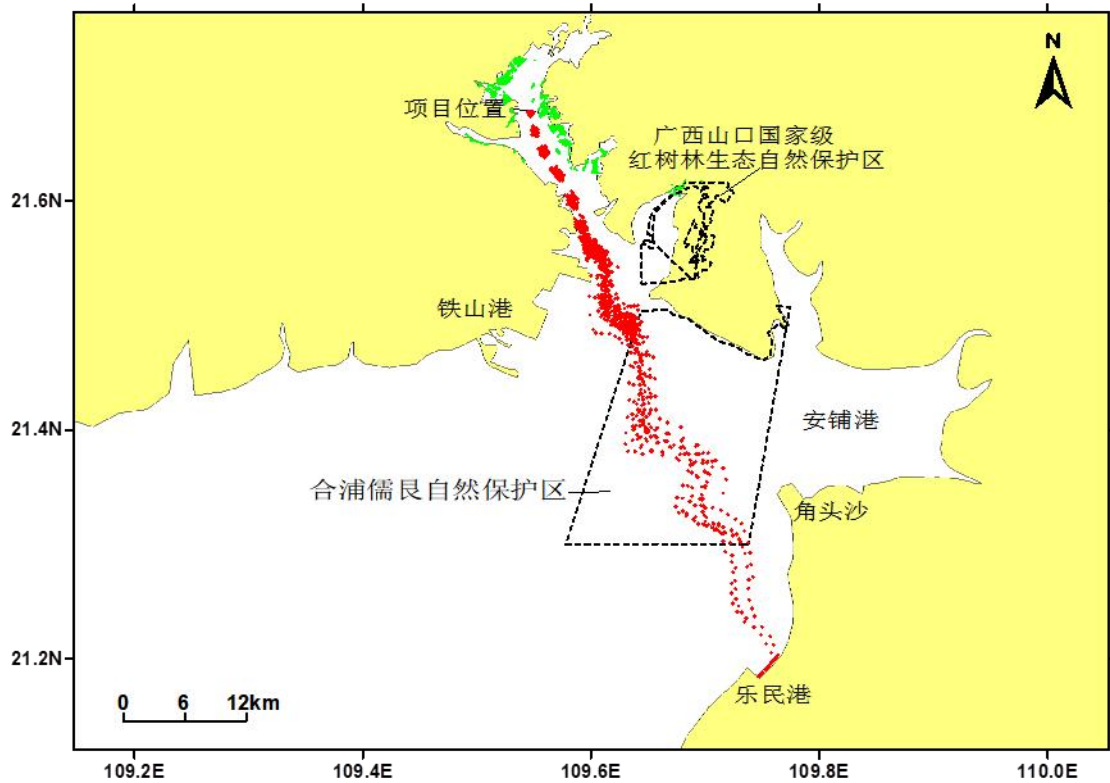 N
项目位置
广西山口国家级
红树林生态自然保护区
21.6N
铁山港
21.4N
安铺港
合浦儒艮自然保护区
角头沙
21.2N
乐民港
0 6 12km
109.2E 109.4E 109.6E 109.8E 110.0E